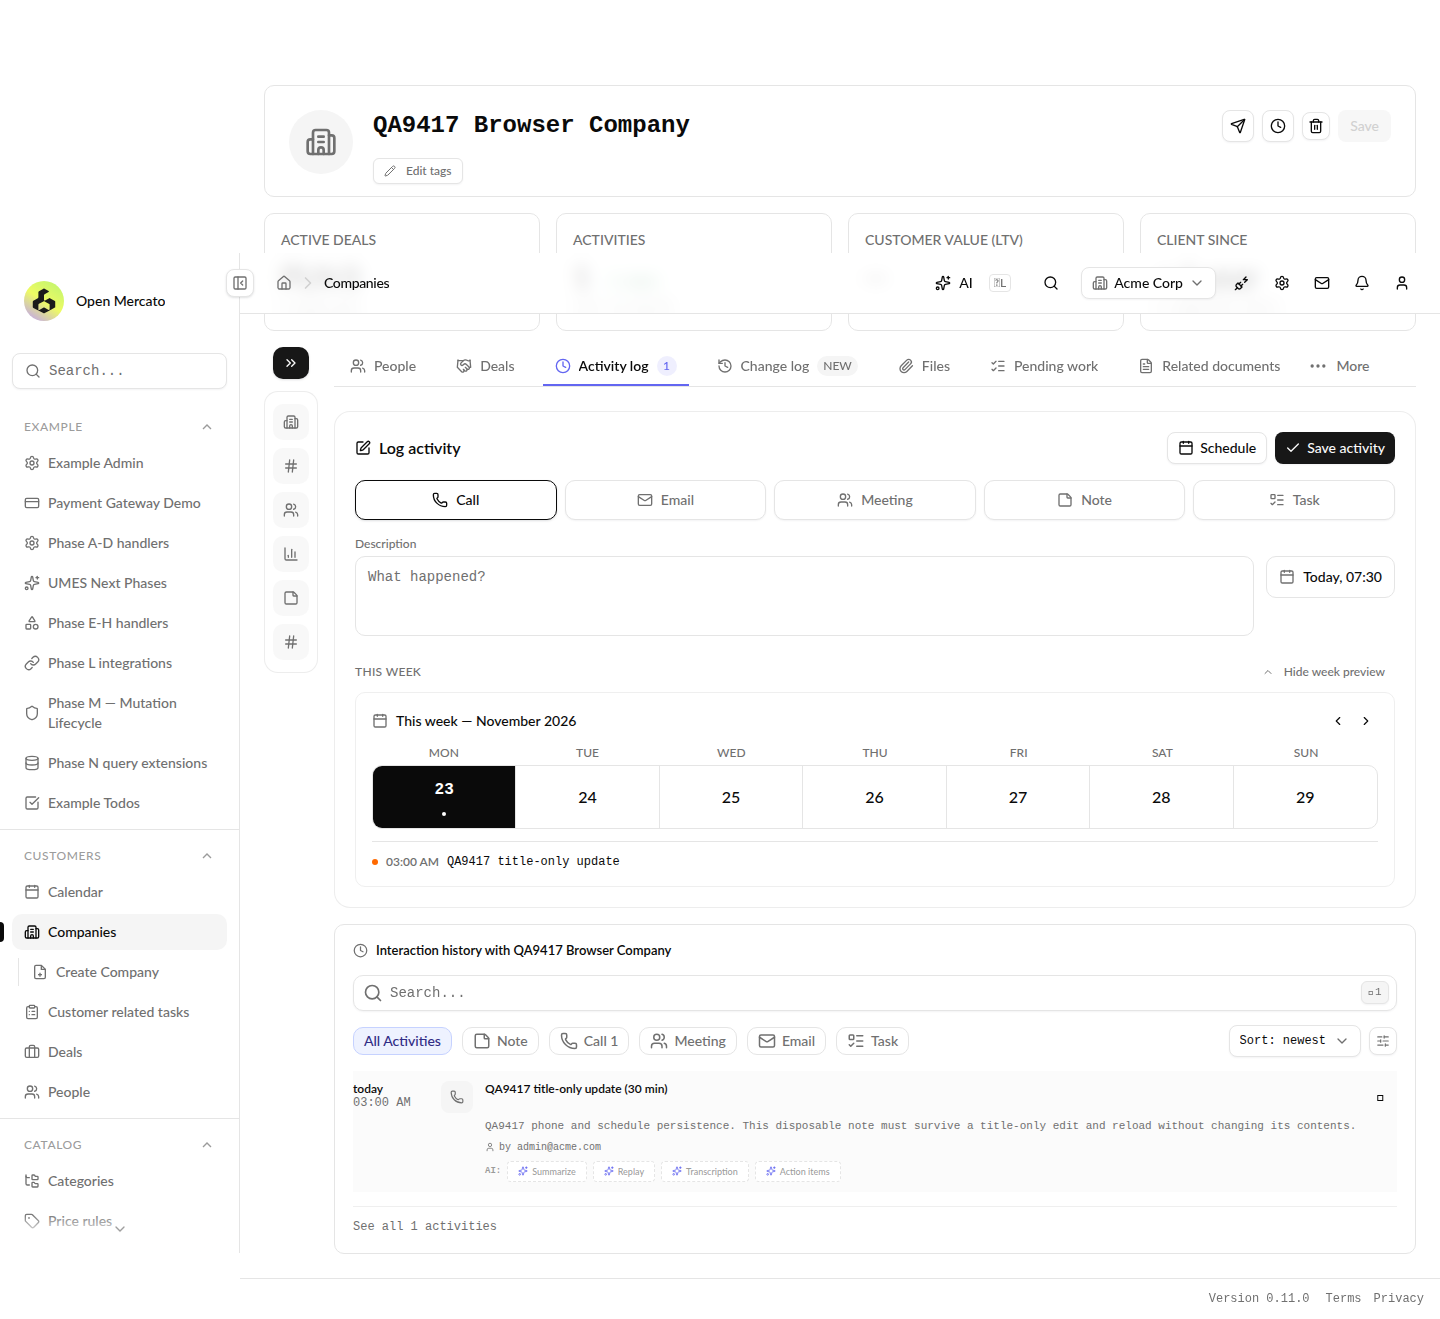 QA9417 Browser Company
Save
Edit tags
ACTIVE DEALS
ACTIVITIES
CUSTOMER VALUE (LTV)
CLIENT SINCE
Open Mercato
Companies
AI
L
Acme Corp
Search...
People
Deals
Activity log 1
Change log NEW
Files
Pending work
Related documents
More
EXAMPLE
Example Admin
Payment Gateway Demo
Phase A-D handlers
UMES Next Phases
Phase E-H handlers
Phase L integrations
Phase M — Mutation
Lifecycle
Phase N query extensions
Example Todos
CUSTOMERS
Calendar
Companies
Create Company
Customer related tasks
Deals
People
CATALOG
Categories
Price rules
Log activity
Schedule
Save activity
Call
Email
Meeting
Note
Task
Description
What happened?
Today, 07:30
THIS WEEK
Hide week preview
This week — November 2026
MON TUE WED THU FRI SAT SUN
23 24 25 26 27 28 29
03:00 AM QA9417 title-only update
Interaction history with QA9417 Browser Company
Search...
1
All Activities
Note
Call 1
Meeting
Email
Task
Sort: newest
today
03:00 AM
QA9417 title-only update (30 min)
QA9417 phone and schedule persistence. This disposable note must survive a title-only edit and reload without changing its contents.
by admin@acme.com
AI: Summarize Replay Transcription Action items
See all 1 activities
Version 0.11.0 Terms Privacy